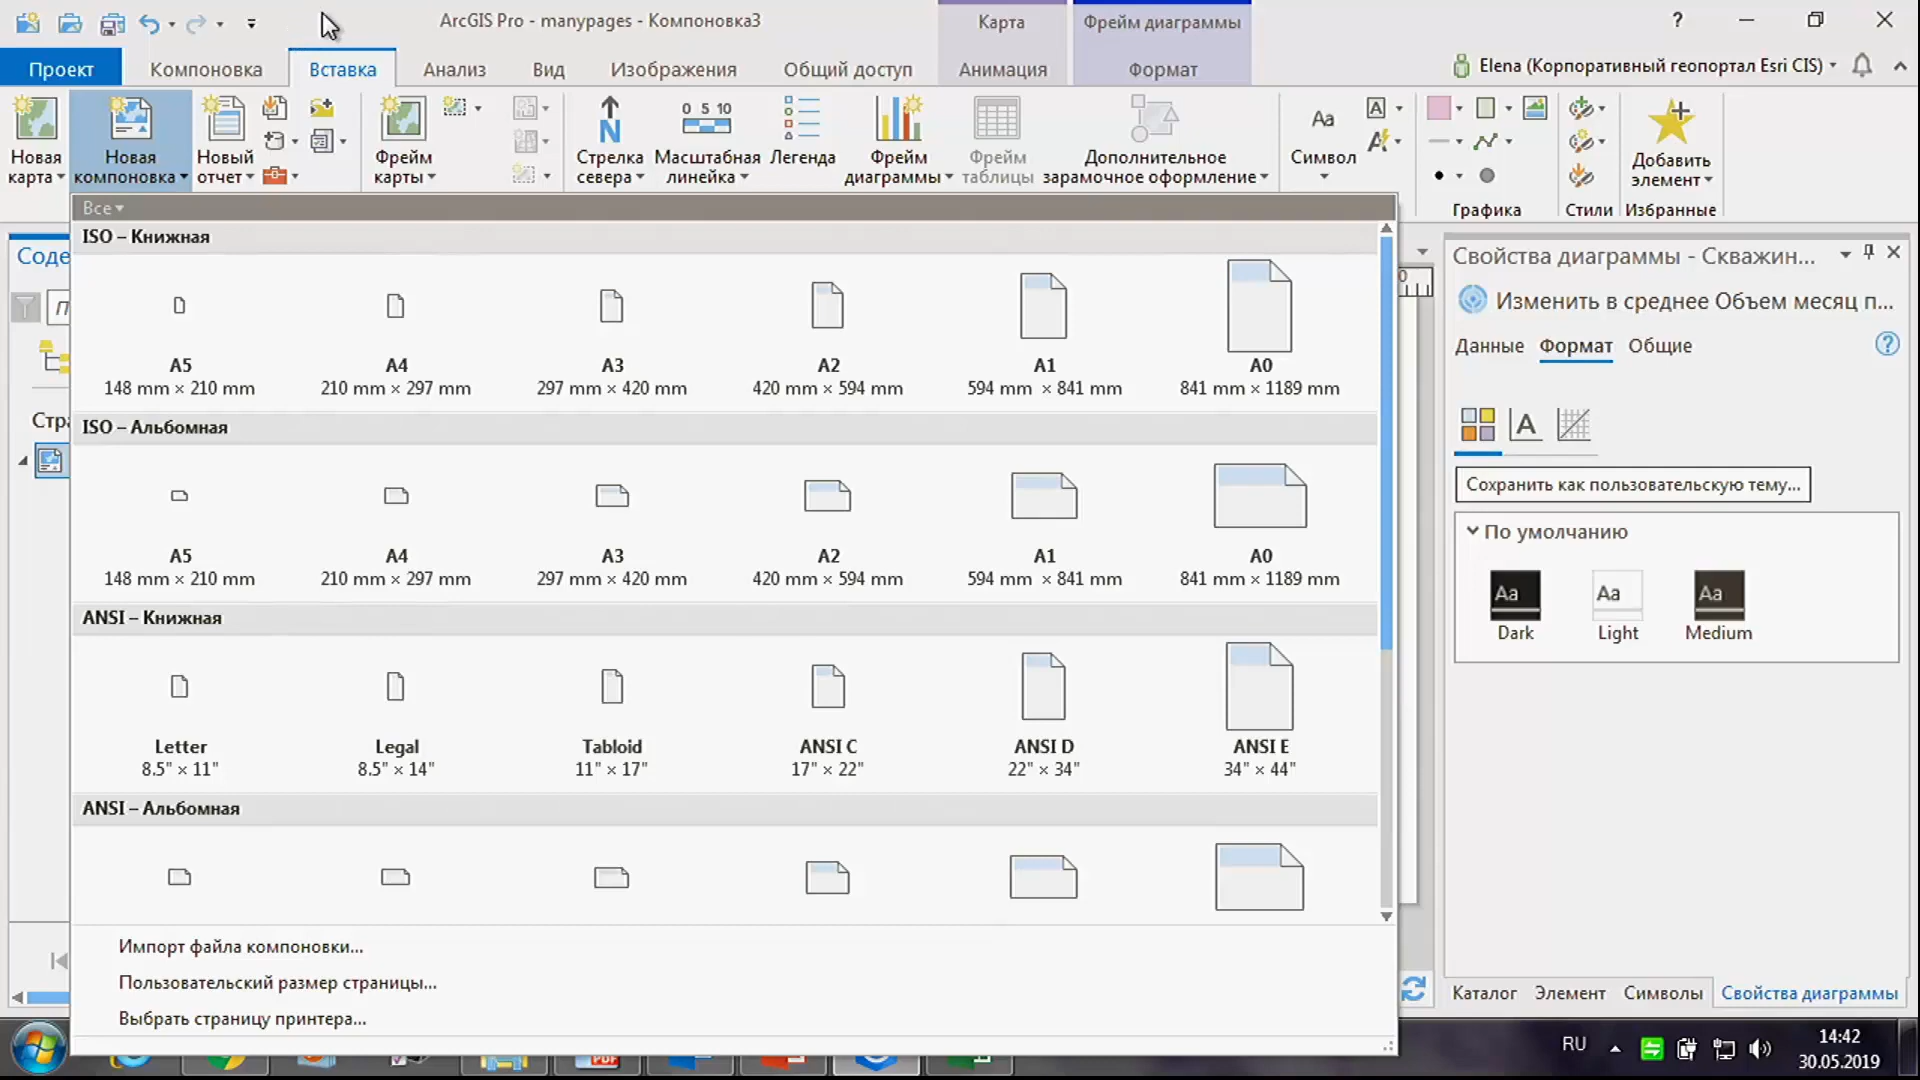 ArcGIS Pro - manypages - Компоновка3
Карта
Фрейм диаграммы
?
Проект
Компоновка
Вставка
Анализ
Вид
Изображения
Общий доступ
Анимация
Формат
Elena (Корпоративный геопортал Esri CIS)
Новая карта
Новая компоновка
Новый отчет
Фрейм карты
N
Стрелка севера
0 5 10
Масштабная линейка
Легенда
Фрейм диаграммы
Фрейм таблицы
Дополнительное зарамочное оформление
Aa
Символ
A
Графика
Стили
Добавить элемент
Избранные
Все
ISO – Книжная
A5
A4
A3
A2
A1
A0
148 mm × 210 mm
210 mm × 297 mm
297 mm × 420 mm
420 mm × 594 mm
594 mm × 841 mm
841 mm × 1189 mm
ISO – Альбомная
A5
A4
A3
A2
A1
A0
148 mm × 210 mm
210 mm × 297 mm
297 mm × 420 mm
420 mm × 594 mm
594 mm × 841 mm
841 mm × 1189 mm
ANSI – Книжная
Letter
Legal
Tabloid
ANSI C
ANSI D
ANSI E
8.5" × 11"
8.5" × 14"
11" × 17"
17" × 22"
22" × 34"
34" × 44"
ANSI – Альбомная
Импорт файла компоновки...
Пользовательский размер страницы...
Выбрать страницу принтера...
Соде
П
Стра
0
Свойства диаграммы - Скважин...
Изменить в среднее Объем месяц п...
Данные
Формат
Общие
?
A
Сохранить как пользовательскую тему...
По умолчанию
Aa
Aa
Aa
Dark
Light
Medium
Каталог
Элемент
Символы
Свойства диаграммы
PDF
RU
14:42
30.05.2019